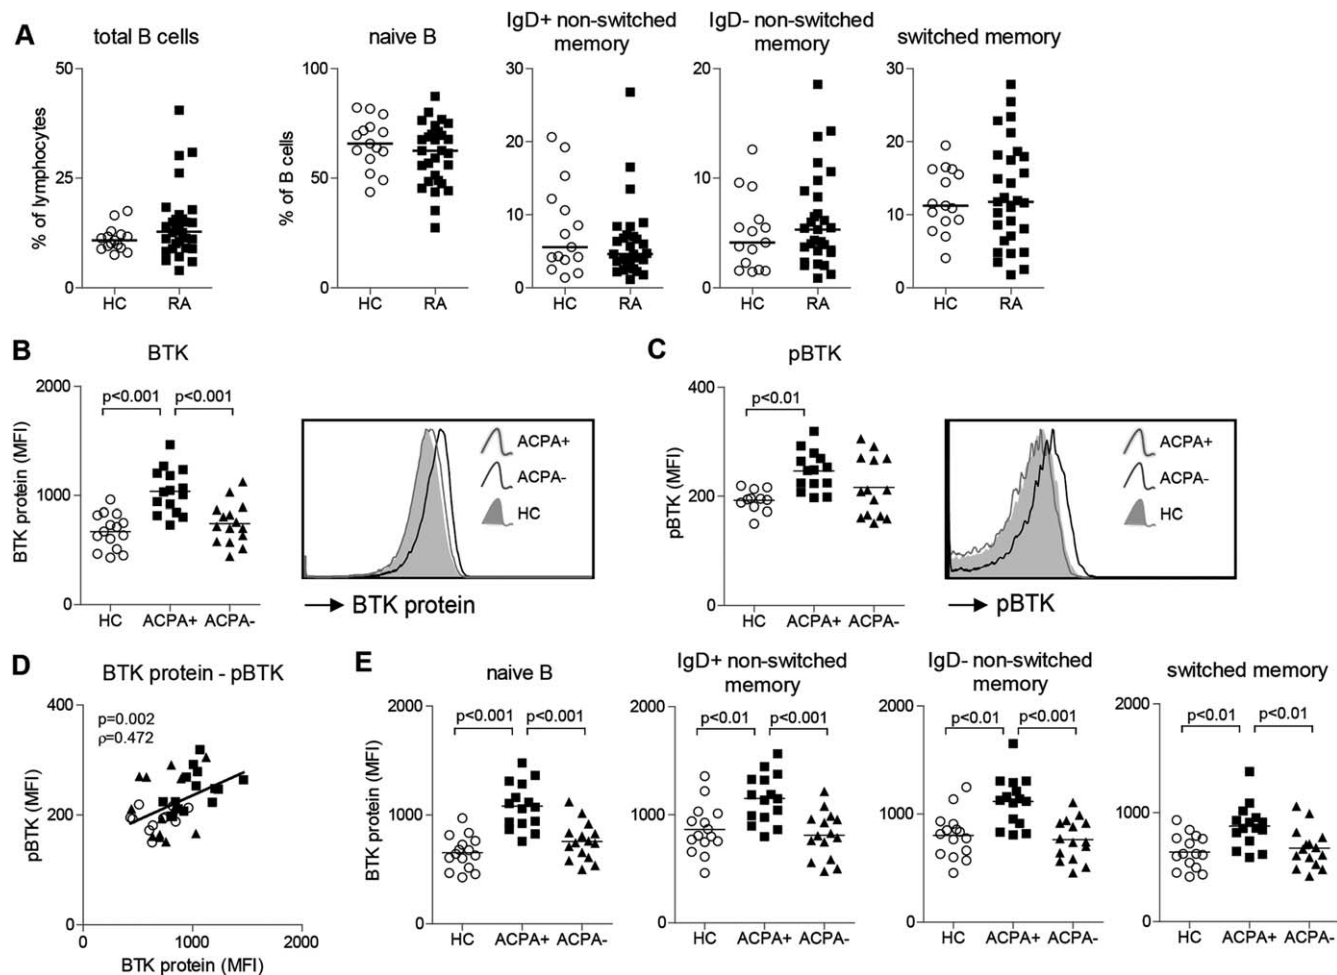 A
total B cells
naive B
IgD+ non-switched
memory
IgD- non-switched
memory
switched memory
% of lymphocytes
50
25
0
HC
RA
% of B cells
100
50
0
HC
RA
30
20
10
0
HC
RA
20
10
0
HC
RA
30
20
10
0
HC
RA
B
BTK
BTK protein (MFI)
2000
1000
0
p<0.001
p<0.001
HC
ACPA+
ACPA-
ACPA+
ACPA-
HC
BTK protein
C
pBTK
pBTK (MFI)
400
200
0
p<0.01
HC
ACPA+
ACPA-
ACPA+
ACPA-
HC
pBTK
D
BTK protein - pBTK
pBTK (MFI)
400
200
0
p=0.002
ρ=0.472
0
1000
2000
BTK protein (MFI)
E
naive B
BTK protein (MFI)
2000
1000
0
p<0.001
p<0.001
HC
ACPA+
ACPA-
IgD+ non-switched
memory
2000
1000
0
p<0.01
p<0.001
HC
ACPA+
ACPA-
IgD- non-switched
memory
2000
1000
0
p<0.01
p<0.001
HC
ACPA+
ACPA-
switched memory
2000
1000
0
p<0.01
p<0.01
HC
ACPA+
ACPA-